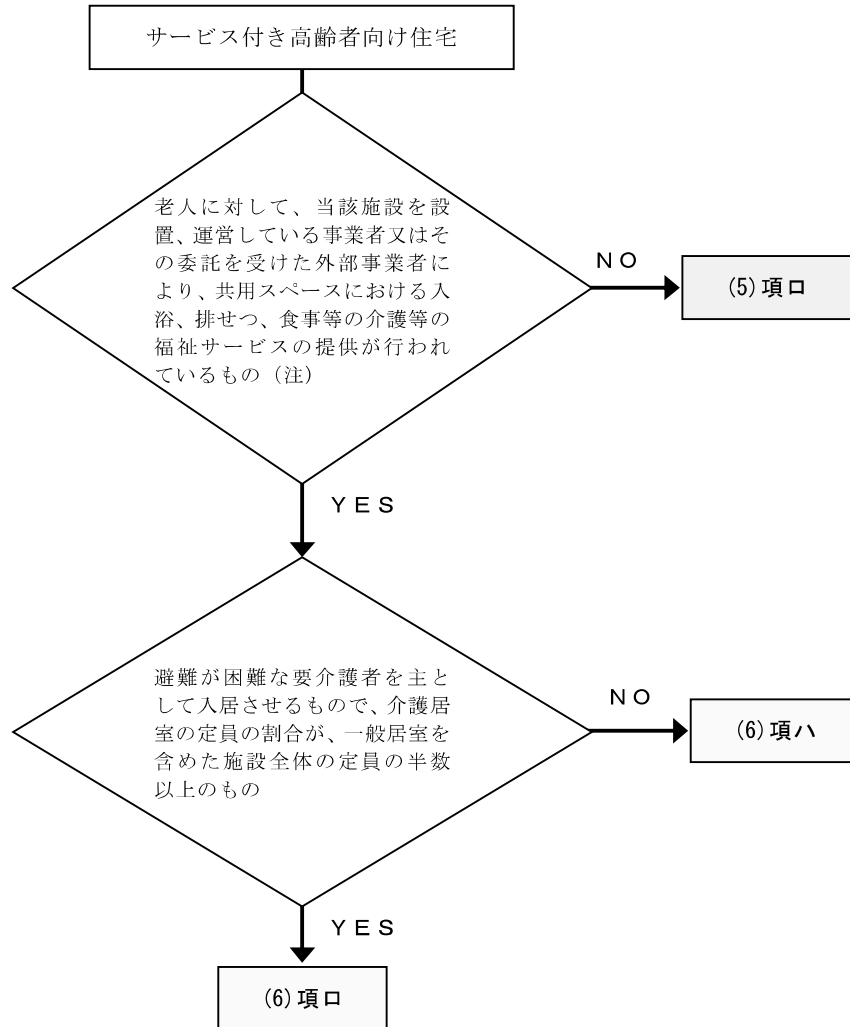 サービス付き高齢者向け住宅
老人に対して、当該施設を設
置、運営している事業者又はそ
の委託を受けた外部事業者に
より、共用スペースにおける入
浴、排せつ、食事等の介護等の
福祉サービスの提供が行われ
ているもの（注）
ＮＯ
(5)項ロ
ＹＥＳ
避難が困難な要介護者を主と
して入居させるもので、介護居
室の定員の割合が、一般居室を
含めた施設全体の定員の半数
以上のもの
ＮＯ
(6)項ハ
ＹＥＳ
(6)項ロ